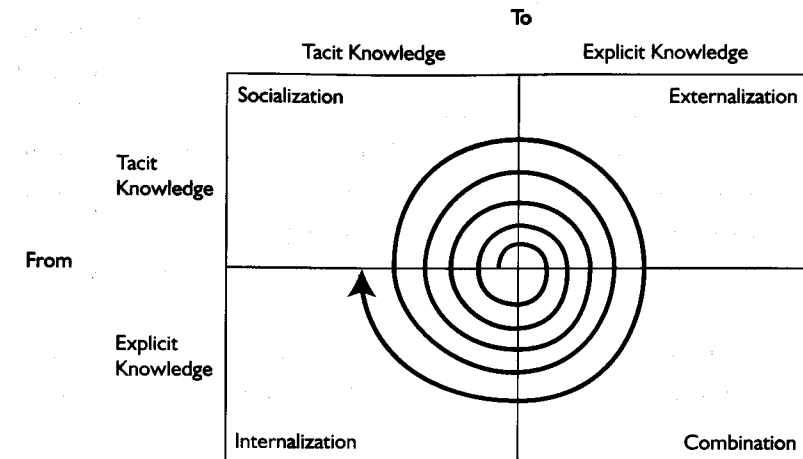 To
Tacit Knowledge
Explicit Knowledge
Socialization
Externalization
Tacit
Knowledge
From
Explicit
Knowledge
Internalization
Combination